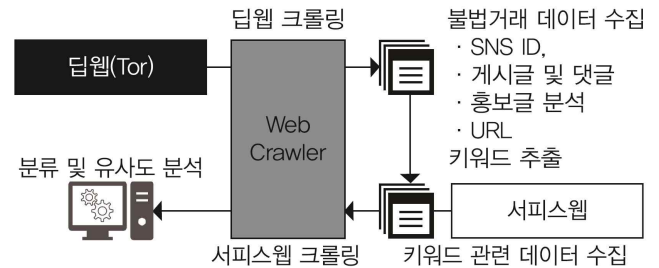 딥웹 크롤링
불법거래 데이터 수집
· SNS ID,
· 게시글 및 댓글
· 홍보글 분석
· URL
키워드 추출
딥웹(Tor)
Web
Crawler
분류 및 유사도 분석
서피스웹
서피스웹 크롤링
키워드 관련 데이터 수집